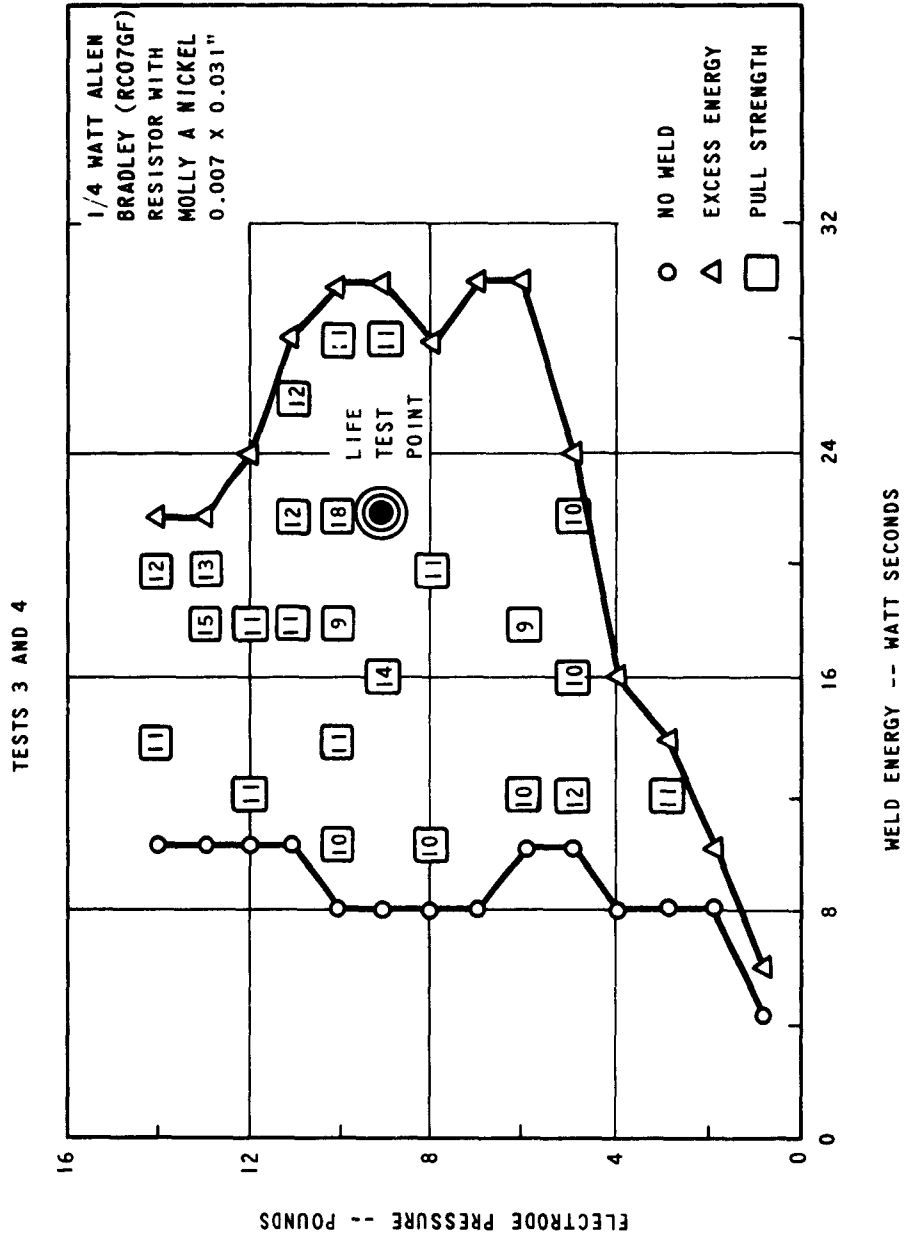 TESTS 3 AND 4
1/4 WATT ALLEN
BRADLEY (RC07GF)
RESISTOR WITH
MOLLY A NICKEL
0.007 X 0.031"
ELECTRODE PRESSURE -- POUNDS
16
12
8
4
0
11
12
15
13
11
11
11
12
12
10
11
9
18
11
LIFE
TEST
POINT
14
11
10
11
10
9
12
10
10
11
NO WELD
EXCESS ENERGY
PULL STRENGTH
0
8
16
24
32
WELD ENERGY -- WATT SECONDS